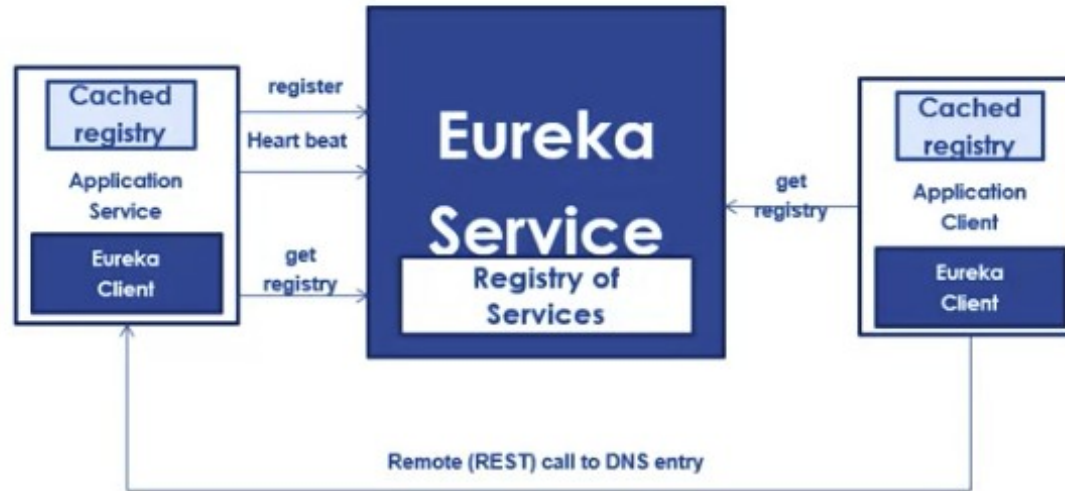 Cached
registry
Application
Service
Eureka
Client
register
Heart beat
get
registry
Eureka
Service
Registry of
Services
get
registry
Cached
registry
Application
Client
Eureka
Client
Remote (REST) call to DNS entry